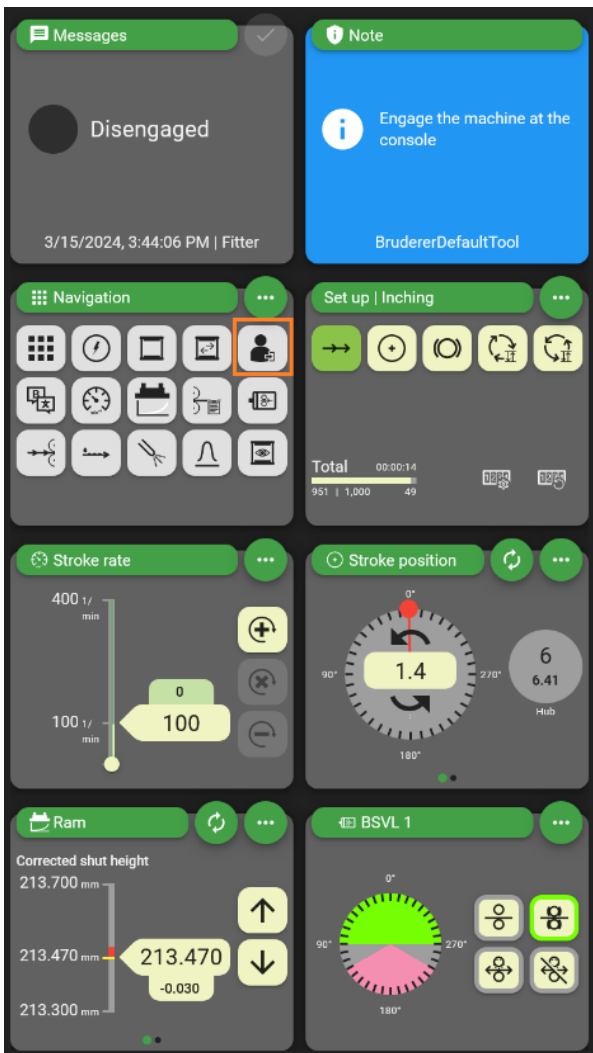 Messages
Note
Disengaged
Engage the machine at the
console
3/15/2024, 3:44:06 PM | Fitter
BrudererDefaultTool
Navigation
Set up | Inching
Total 00:00:14
951 | 1,000 49
Stroke rate
400 1/
min
0
100
100 1/
min
Stroke position
0°
90°
1.4
270°
180°
6
6.41
Hub
Ram
Corrected shut height
213.700 mm
213.470 mm
213.470
-0.030
213.300 mm
BSVL 1
0°
90°
270°
180°